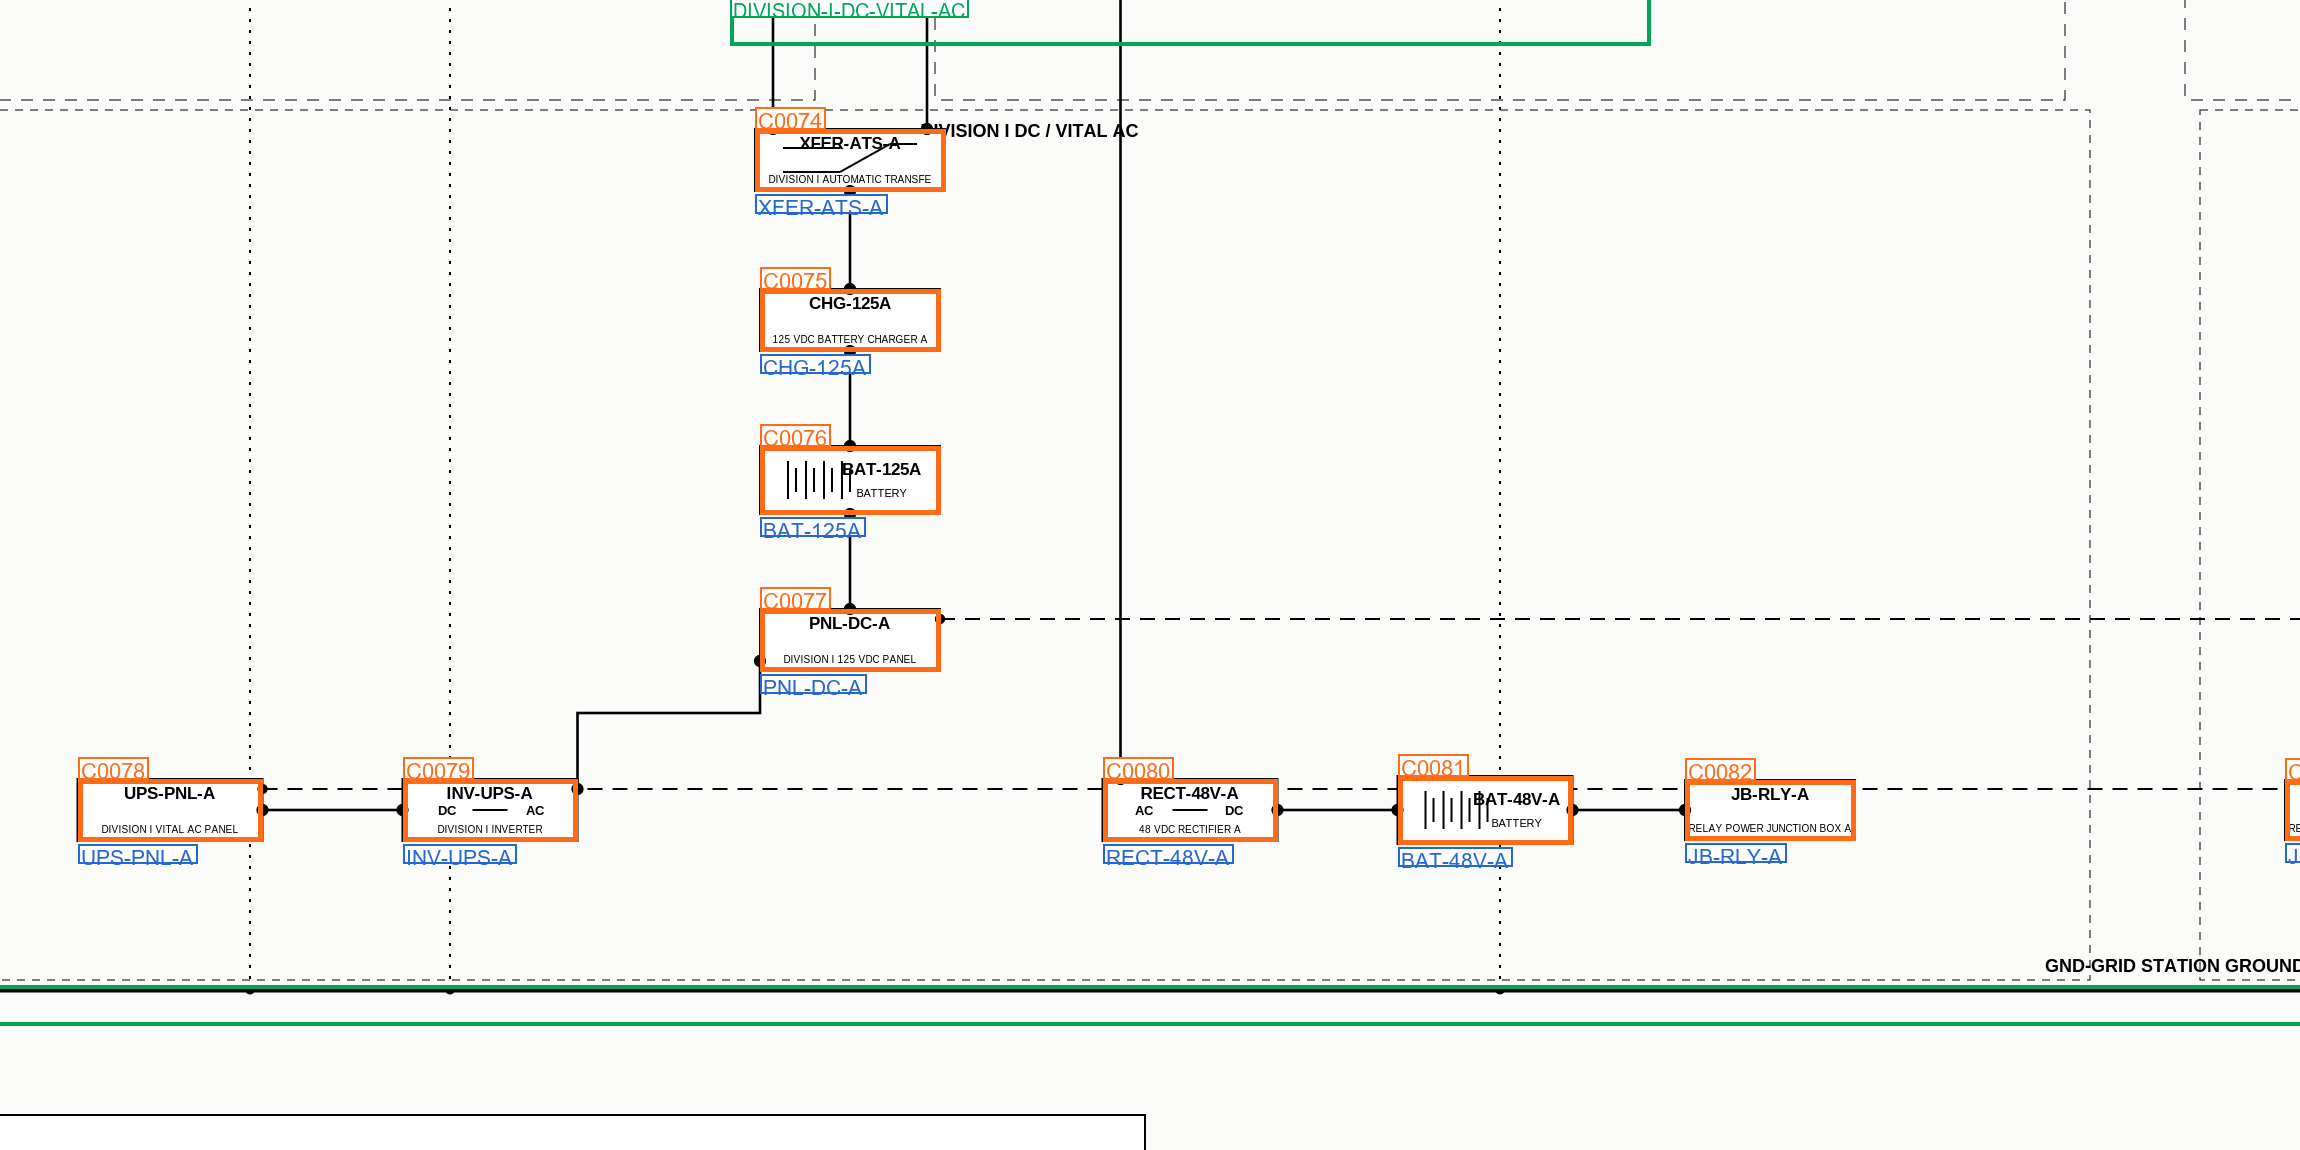 DIVISION-I-DC-VITAL-AC
C0074
DIVISION I DC / VITAL AC
XFER-ATS-A
DIVISION I AUTOMATIC TRANSFE
XFER-ATS-A
C0075
CHG-125A
125 VDC BATTERY CHARGER A
CHG-125A
C0076
BAT-125A
BATTERY
BAT-125A
C0077
PNL-DC-A
DIVISION I 125 VDC PANEL
PNL-DC-A
C0078
UPS-PNL-A
DIVISION I VITAL AC PANEL
UPS-PNL-A
C0079
INV-UPS-A
DC AC
DIVISION I INVERTER
INV-UPS-A
C0080
RECT-48V-A
AC DC
48 VDC RECTIFIER A
RECT-48V-A
C0081
BAT-48V-A
BATTERY
BAT-48V-A
C0082
JB-RLY-A
RELAY POWER JUNCTION BOX A
JB-RLY-A
GND-GRID STATION GROUND